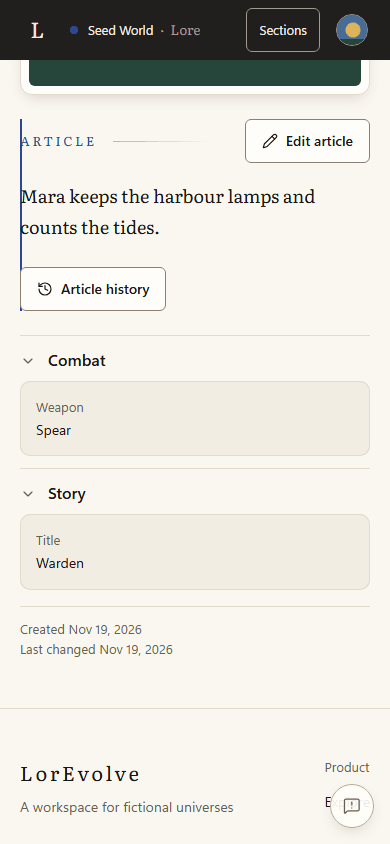 L
Seed World · Lore
Sections
ARTICLE
Edit article
Mara keeps the harbour lamps and
counts the tides.
Article history
Combat
Weapon
Spear
Story
Title
Warden
Created Nov 19, 2026
Last changed Nov 19, 2026
LorEvolve
A workspace for fictional universes
Product